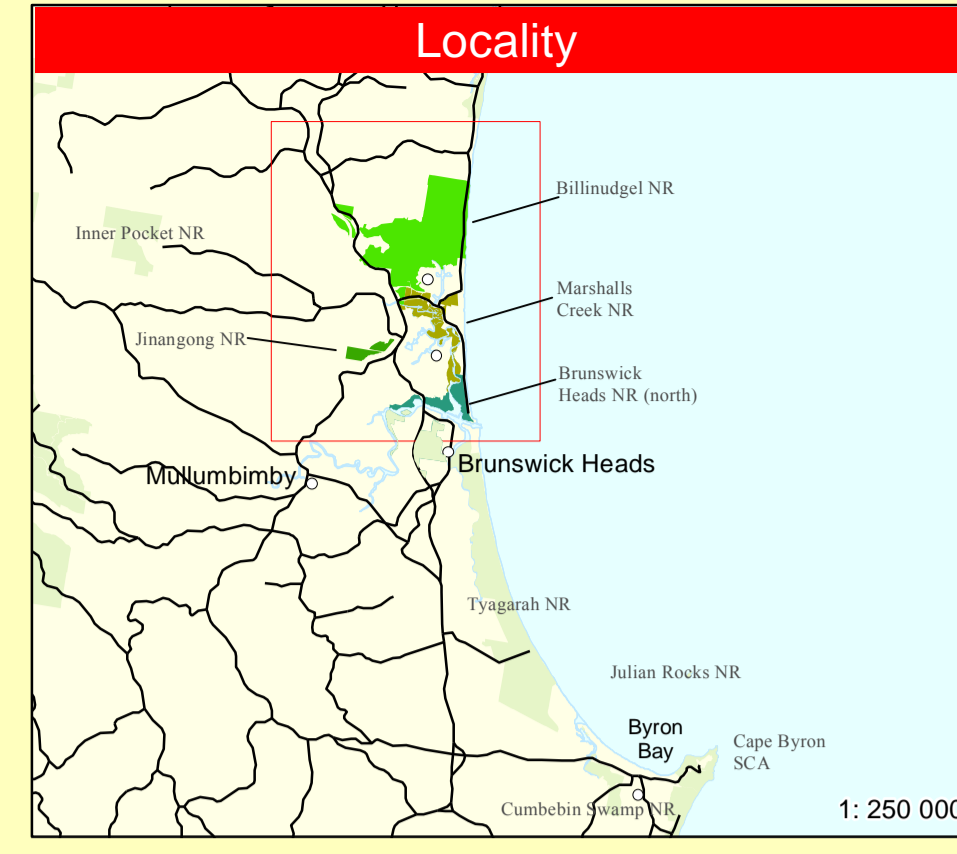 Locality
Billinudgel NR
Inner Pocket NR
Marshalls
Creek NR
Jinangong NR
Brunswick
Heads NR (north)
Brunswick Heads
Mullumbimby
Tyagarah NR
Julian Rocks NR
Byron
Bay
Cape Byron
SCA
Cumbebin Swamp NR
1: 250 000